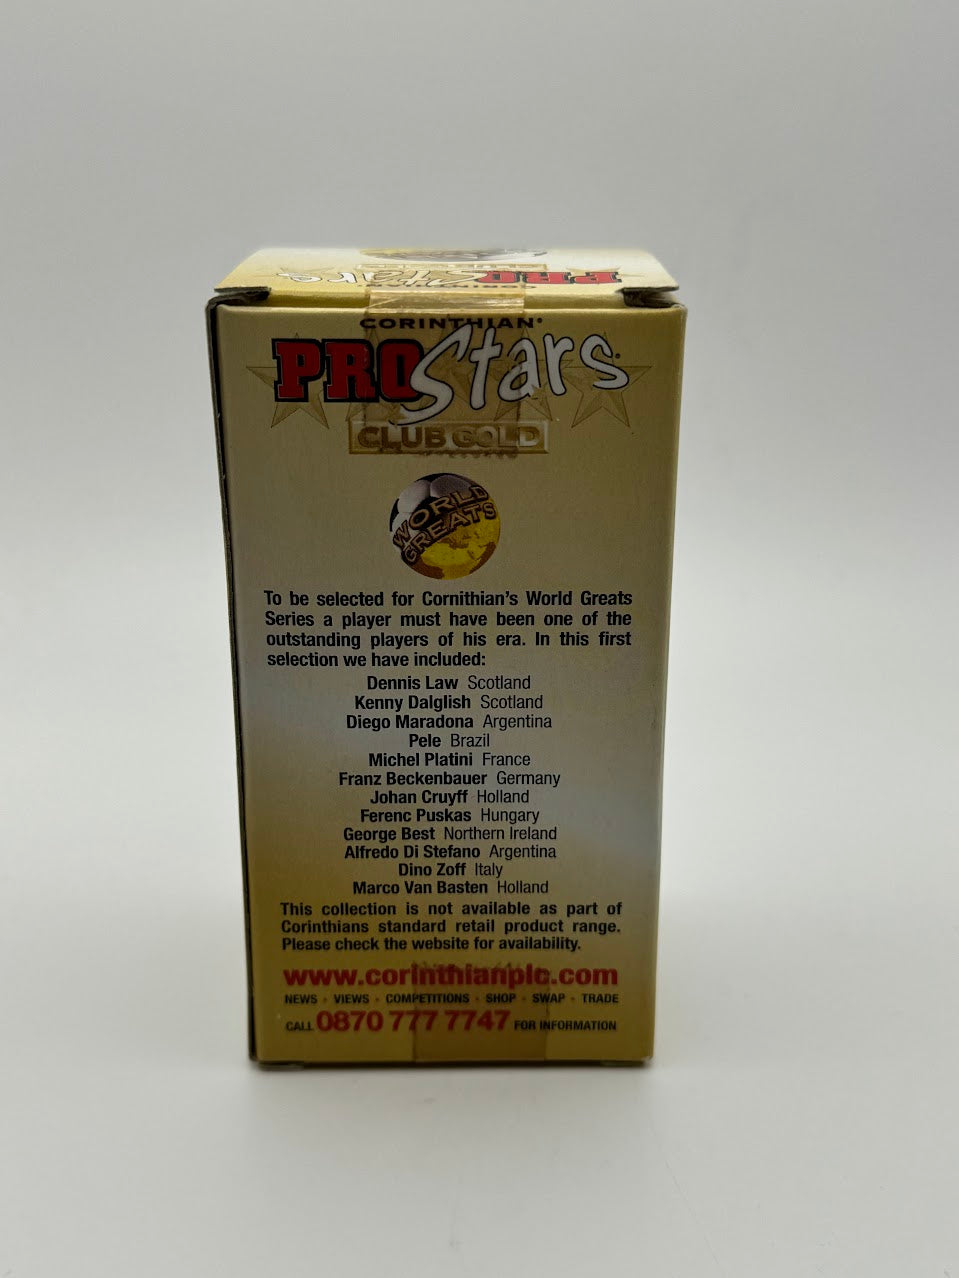 PRO Stars
CORINTHIAN®
PRO Stars
CLUB GOLD
WORLD
GREATS
To be selected for Cornithian's World Greats
Series a player must have been one of the
outstanding players of his era. In this first
selection we have included:
Dennis Law Scotland
Kenny Dalglish Scotland
Diego Maradona Argentina
Pele Brazil
Michel Platini France
Franz Beckenbauer Germany
Johan Cruyff Holland
Ferenc Puskas Hungary
George Best Northern Ireland
Alfredo Di Stefano Argentina
Dino Zoff Italy
Marco Van Basten Holland
This collection is not available as part of
Corinthians standard retail product range.
Please check the website for availability.
www.corinthianplc.com
NEWS • VIEWS • COMPETITIONS • SHOP • SWAP • TRADE
CALL 0870 777 7747 FOR INFORMATION